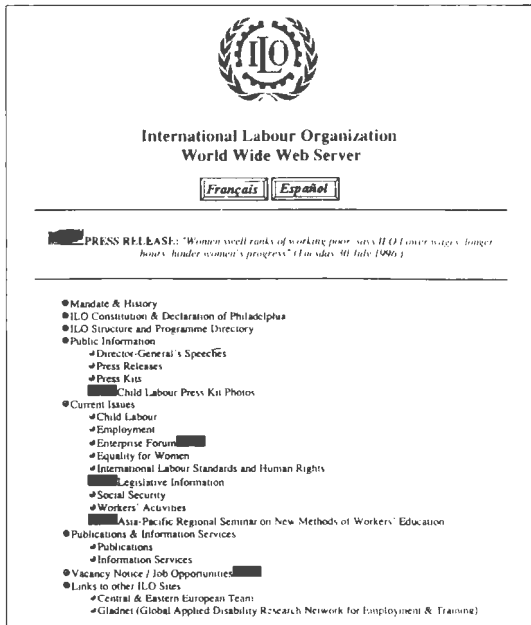 ILO
International Labour Organization
World Wide Web Server
Français Español
PRESS RELEASE: "Women swell ranks of working poor, says ILO Lower wages, longer
hours, hinder women's progress" (Tuesday 30 July 1996)
Mandate & History
ILO Constitution & Declaration of Philadelphia
ILO Structure and Programme Directory
Public Information
Director-General's Speeches
Press Releases
Press Kits
Child Labour Press Kit Photos
Current Issues
Child Labour
Employment
Enterprise Forum
Equality for Women
International Labour Standards and Human Rights
Legislative Information
Social Security
Workers' Activities
Asia-Pacific Regional Seminar on New Methods of Workers' Education
Publications & Information Services
Publications
Information Services
Vacancy Notice / Job Opportunities
Links to other ILO Sites
Central & Eastern European Team
Gladnet (Global Applied Disability Research Network for Employment & Training)